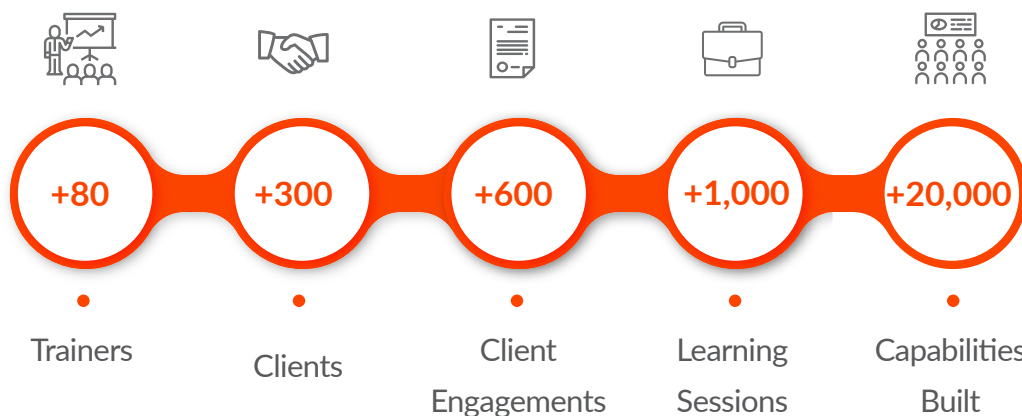 +80
+300
+600
+1,000
+20,000
Trainers
Clients
Client
Engagements
Learning
Sessions
Capabilities
Built